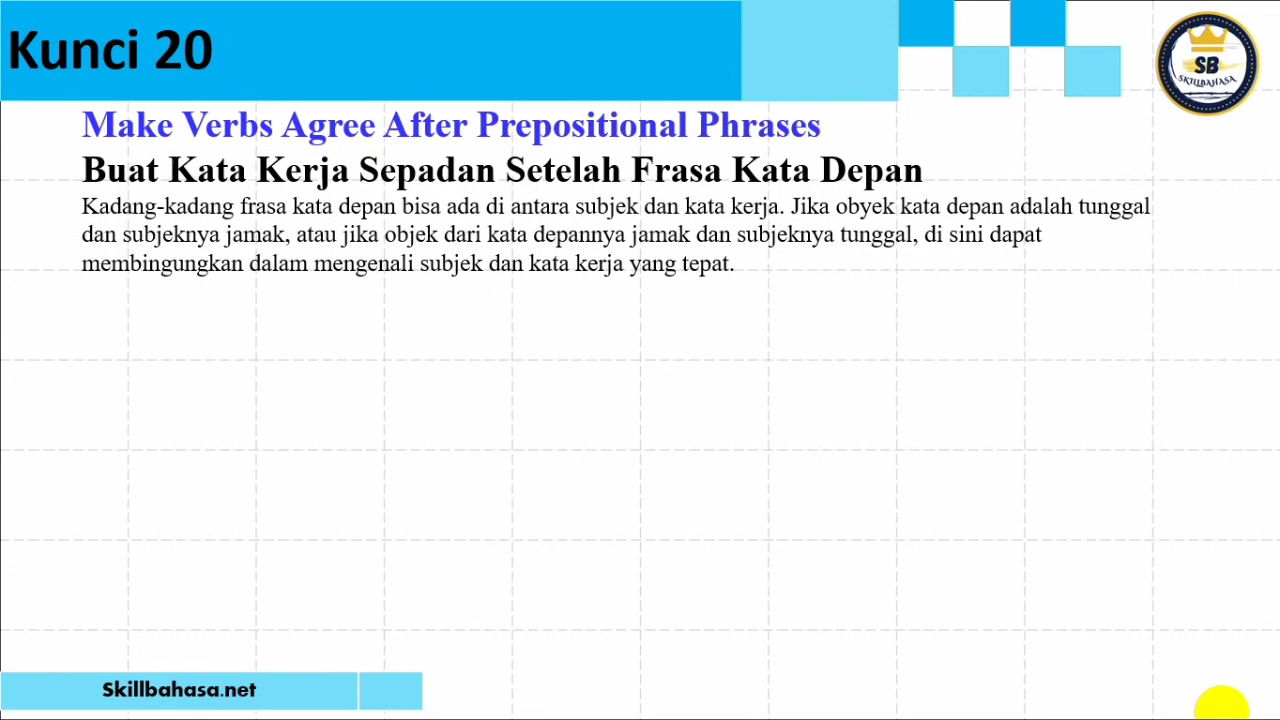 Kunci 20
SB
SKILLBAHASA
Make Verbs Agree After Prepositional Phrases
Buat Kata Kerja Sepadan Setelah Frasa Kata Depan
Kadang-kadang frasa kata depan bisa ada di antara subjek dan kata kerja. Jika obyek kata depan adalah tunggal
dan subjeknya jamak, atau jika objek dari kata depannya jamak dan subjeknya tunggal, di sini dapat
membingungkan dalam mengenali subjek dan kata kerja yang tepat.
Skillbahasa.net